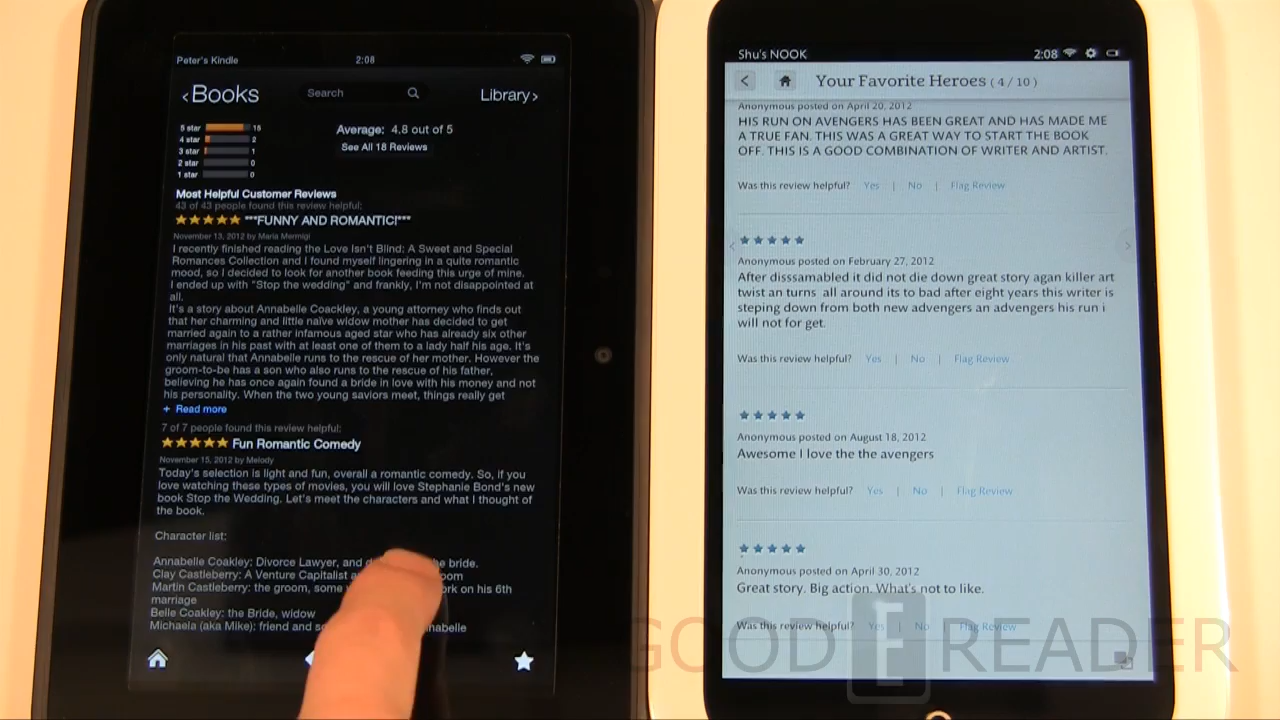 Peter's Kindle
2:08
‹Books
Search
Library›
5 star 15
4 star 2
3 star 1
2 star 0
1 star 0
Average: 4.8 out of 5
See All 18 Reviews
Most Helpful Customer Reviews
43 of 43 people found this review helpful:
***FUNNY AND ROMANTIC!***
November 13, 2012 by Maria Mermigi
I recently finished reading the Love Isn't Blind: A Sweet and Special
Romances Collection and I found myself lingering in a quite romantic
mood, so I decided to look for another book feeding this urge of mine.
I ended up with "Stop the wedding" and frankly, I'm not disappointed at
all.
It's a story about Annabelle Coackley, a young attorney who finds out
that her charming and little naïve widow mother has decided to get
married again to a rather infamous aged star who has already six other
marriages in his past with at least one of them to a lady half his age. It's
only natural that Annabelle runs to the rescue of her mother. However the
groom-to-be has a son who also runs to the rescue of his father,
believing he has once again found a bride in love with his money and not
his personality. When the two young saviors meet, things really get
+ Read more
7 of 7 people found this review helpful:
Fun Romantic Comedy
November 15, 2012 by Melody
Today's selection is light and fun, overall a romantic comedy. So, if you
love watching these types of movies, you will love Stephanie Bond's new
book Stop the Wedding. Let's meet the characters and what I thought of
the book.
Character list:
Annabelle Coakley: Divorce Lawyer, and bride.
Clay Castleberry: A Venture Capitalist
Martin Castleberry: the groom, some on his 6th
marriage
Belle Coakley: the Bride, widow
Michaela (aka Mike): friend and
Shu's NOOK
2:08
Your Favorite Heroes ( 4 / 10 )
Anonymous posted on April 20, 2012
HIS RUN ON AVENGERS HAS BEEN GREAT AND HAS MADE ME
A TRUE FAN. THIS WAS A GREAT WAY TO START THE BOOK
OFF. THIS IS A GOOD COMBINATION OF WRITER AND ARTIST.
Was this review helpful? Yes | No | Flag Review
Anonymous posted on February 27, 2012
After disssamabled it did not die down great story agan killer art
twist an turns all around its to bad after eight years this writer is
steping down from both new advengers an advengers his run i
will not for get.
Was this review helpful? Yes | No | Flag Review
Anonymous posted on August 18, 2012
Awesome I love the the avengers
Was this review helpful? Yes | No | Flag Review
Anonymous posted on April 30, 2012
Great story. Big action. What's not to like.
Was this review helpful? Yes | No | Flag Review
GOOD E READER